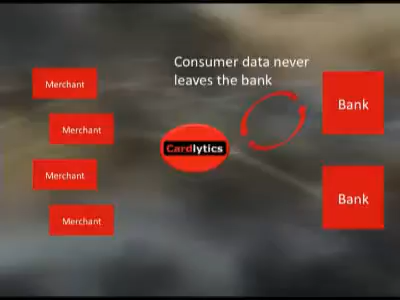 Consumer data never
leaves the bank
Merchant
Merchant
Merchant
Merchant
Cardlytics
Bank
Bank